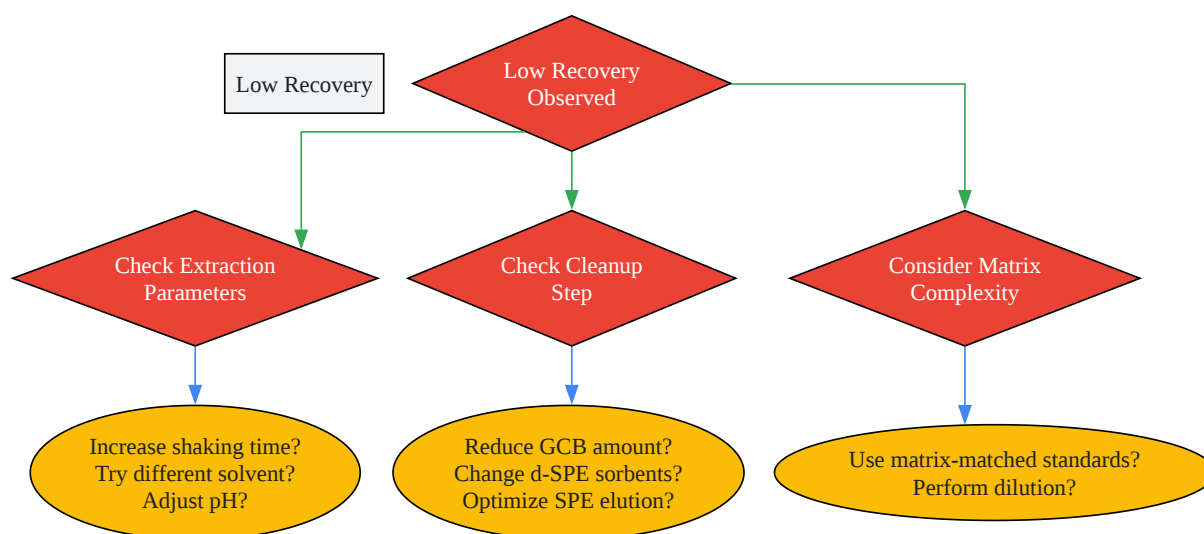 Low Recovery
Low Recovery
Observed
Check Extraction
Parameters
Check Cleanup
Step
Consider Matrix
Complexity
Increase shaking time?
Try different solvent?
Adjust pH?
Reduce GCB amount?
Change d-SPE sorbents?
Optimize SPE elution?
Use matrix-matched standards?
Perform dilution?